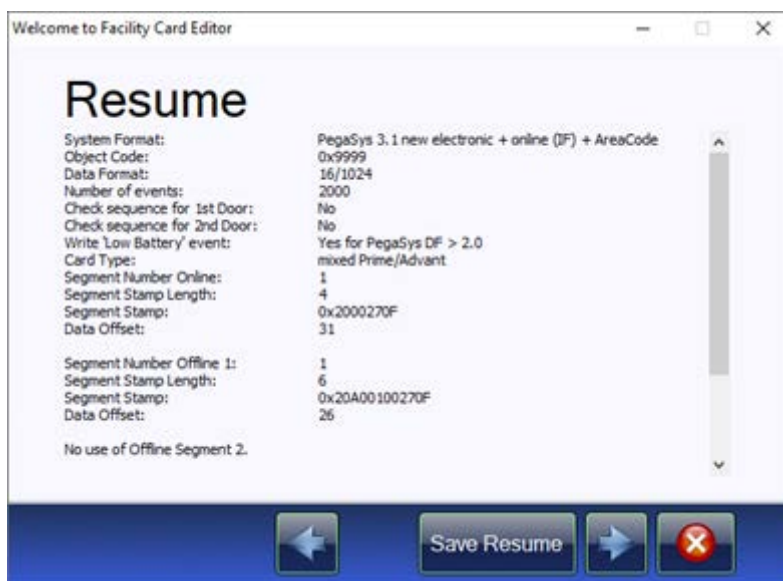 Welcome to Facility Card Editor
Resume
System Format: PegaSys 3.1 new electronic + online (IF) + AreaCode
Object Code: 0x9999
Data Format: 16/1024
Number of events: 2000
Check sequence for 1st Door: No
Check sequence for 2nd Door: No
Write 'Low Battery' event: Yes for PegaSys DF > 2.0
Card Type: mixed Prime/Advant
Segment Number Online: 1
Segment Stamp Length: 4
Segment Stamp: 0x2000270F
Data Offset: 31
Segment Number Offline 1: 1
Segment Stamp Length: 6
Segment Stamp: 0x20A00100270F
Data Offset: 26
No use of Offline Segment 2.
Save Resume